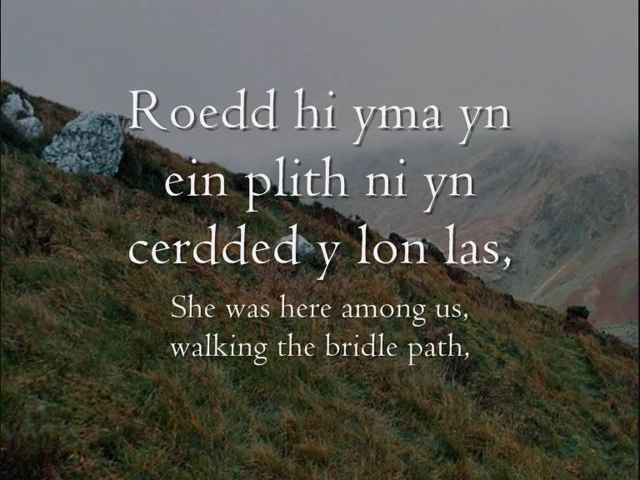 Roedd hi yma yn
ein plith ni yn
cerdded y lon las,
She was here among us,
walking the bridle path,